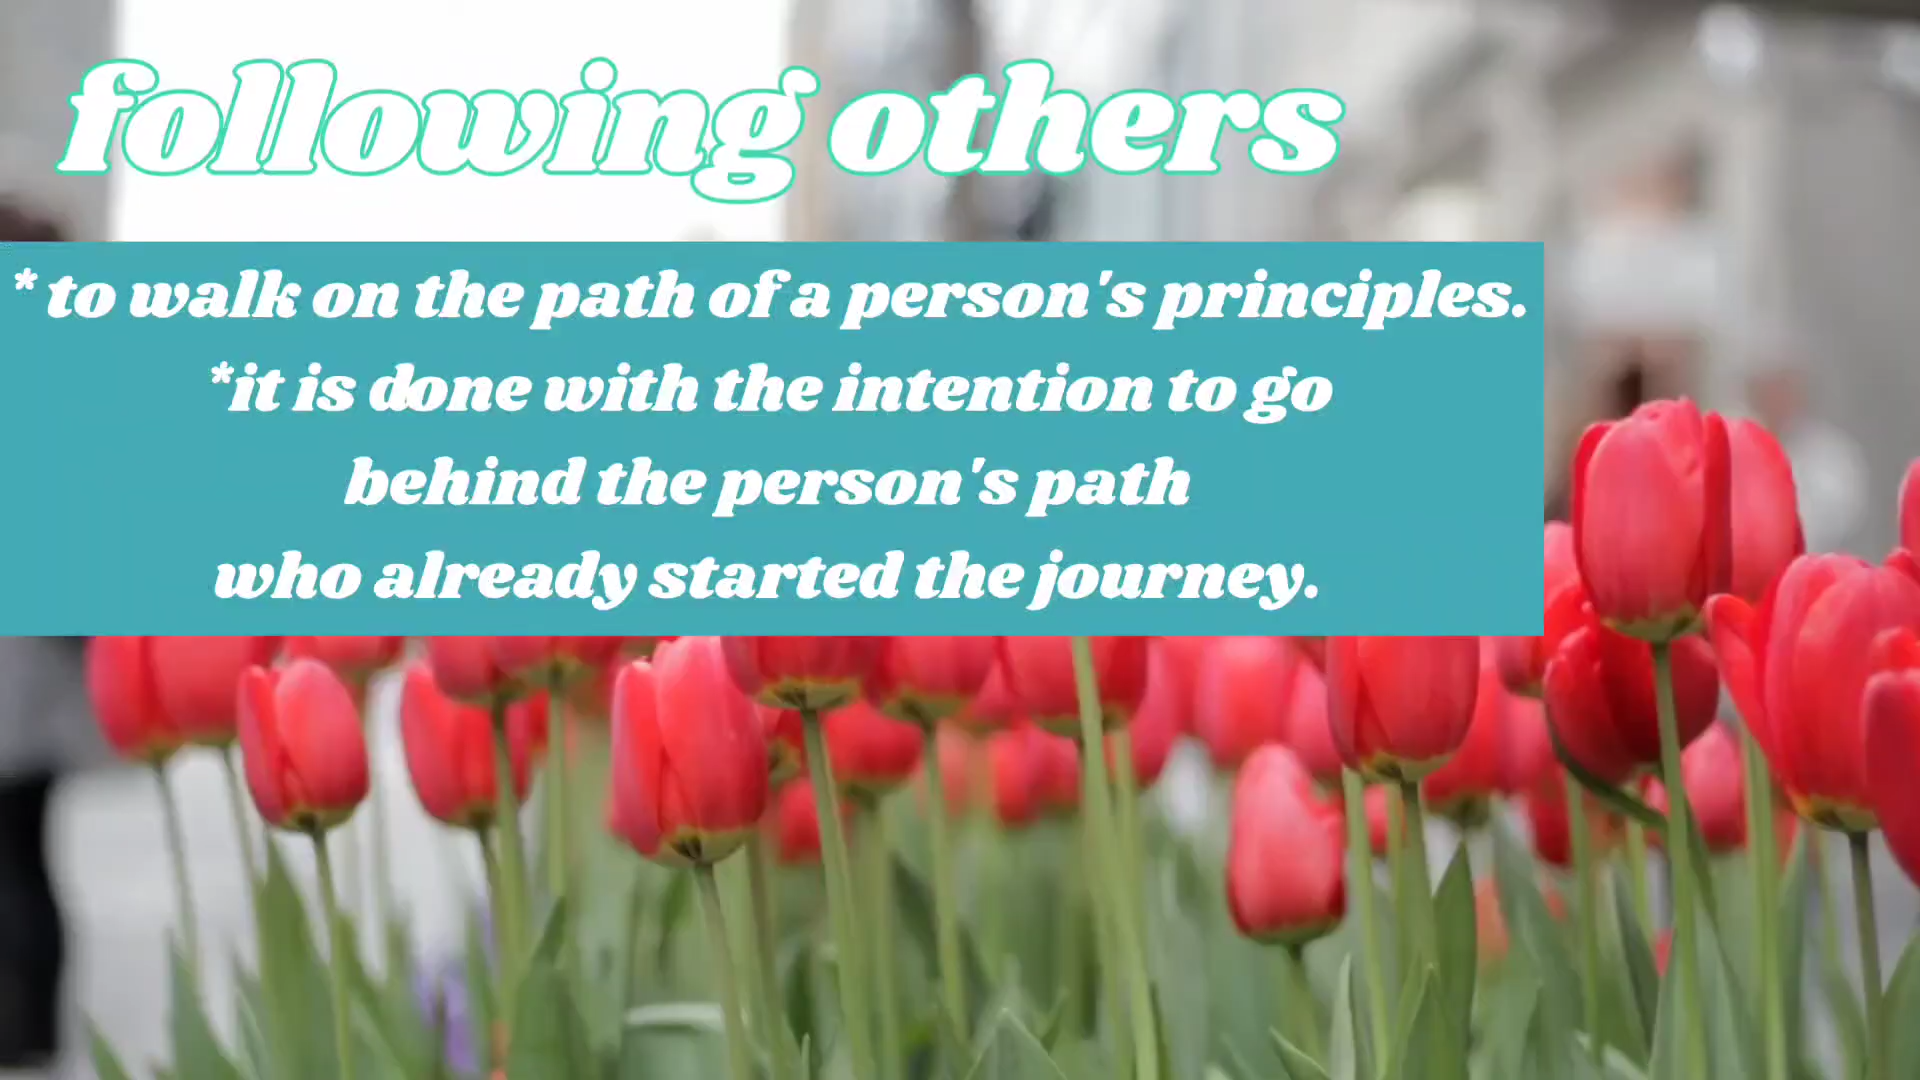 following others
* to walk on the path of a person's principles.
*it is done with the intention to go
behind the person's path
who already started the journey.